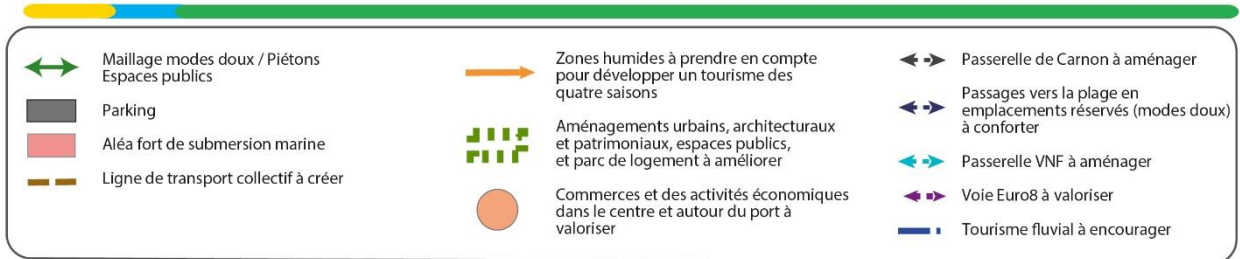 Maillage modes doux / Piétons
Espaces publics
Parking
Aléa fort de submersion marine
Ligne de transport collectif à créer
Zones humides à prendre en compte
pour développer un tourisme des
quatre saisons
Aménagements urbains, architecturaux
et patrimoniaux, espaces publics,
et parc de logement à améliorer
Commerces et des activités économiques
dans le centre et autour du port à
valoriser
Passerelle de Carnon à aménager
Passages vers la plage en
emplacements réservés (modes doux)
à conforter
Passerelle VNF à aménager
Voie Euro8 à valoriser
Tourisme fluvial à encourager